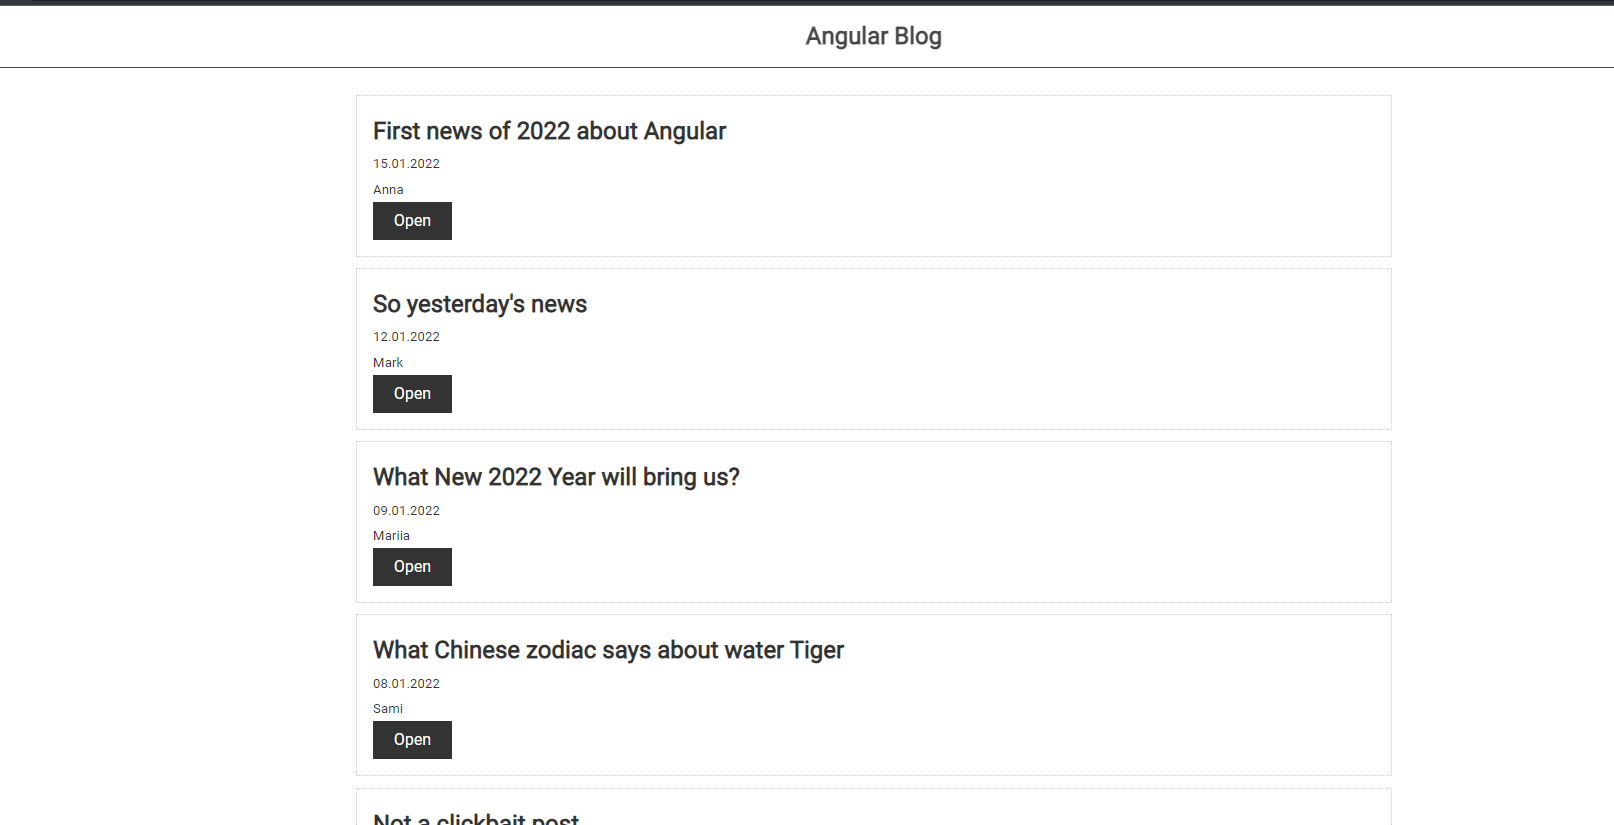 Angular Blog
First news of 2022 about Angular
15.01.2022
Anna
Open
So yesterday's news
12.01.2022
Mark
Open
What New 2022 Year will bring us?
09.01.2022
Mariia
Open
What Chinese zodiac says about water Tiger
08.01.2022
Sami
Open
Not a clickbait post